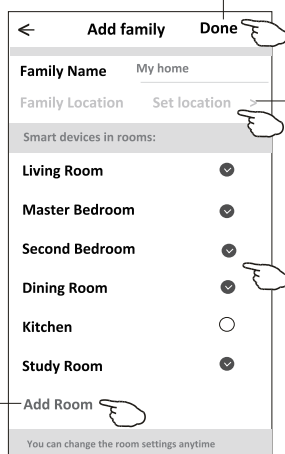 Add family Done
Family Name My home
Family Location Set location >
Smart devices in rooms:
Living Room
Master Bedroom
Second Bedroom
Dining Room
Kitchen
Study Room
Add Room
You can change the room settings anytime